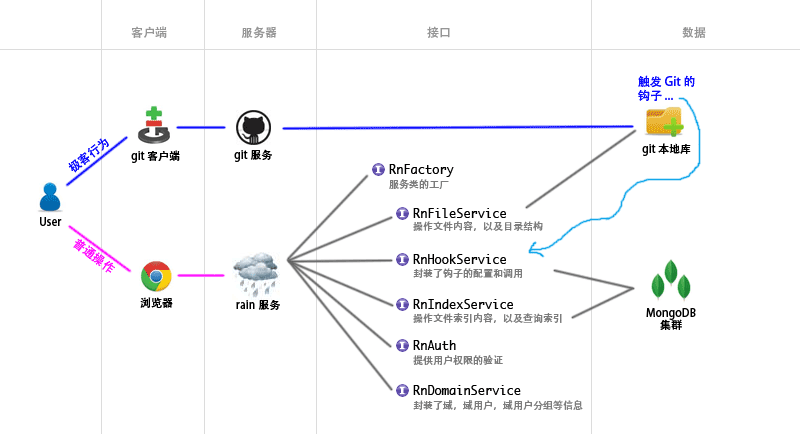 客户端
服务器
接口
数据
触发 Git 的
钩子 ...
极客行为
git 客户端
git 服务
git 本地库
RnFactory
服务类的工厂
User
RnFileService
操作文件内容，以及目录结构
普通操作
浏览器
rain 服务
RnHookService
封装了钩子的配置和调用
RnIndexService
操作文件索引内容，以及查询索引
MongoDB
集群
RnAuth
提供用户权限的验证
RnDomainService
封装了域，域用户，域用户分组等信息